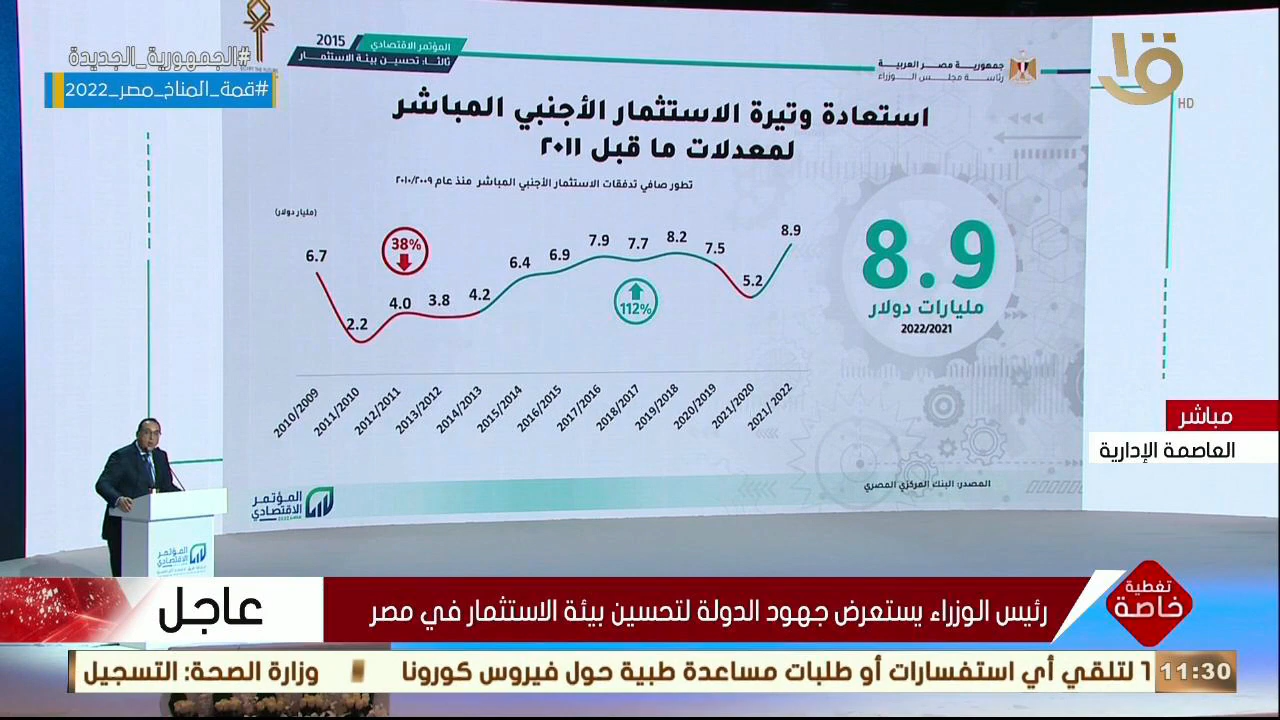 #الجمهورية_الجديدة
#قمة_المناخ_مصر_2022
HD
2015
المؤتمر الاقتصادي
ثالثا: تحسين بيئة الاستثمار
جمهورية مصر العربية
رئاسة مجلس الوزراء
استعادة وتيرة الاستثمار الأجنبي المباشر
لمعدلات ما قبل ٢٠١١
تطور صافي تدفقات الاستثمار الأجنبي المباشر منذ عام ٢٠١٠/٢٠٠٩
(مليار دولار)
6.7
2.2
4.0
3.8
4.2
6.4
6.9
7.9
7.7
8.2
7.5
5.2
8.9
38%
112%
2010/2009
2011/2010
2012/2011
2013/2012
2014/2013
2015/2014
2016/2015
2017/2016
2018/2017
2019/2018
2020/2019
2021/2020
2021/ 2022
8.9
مليارات دولار
2022/2021
المصدر: البنك المركزي المصري
المؤتمر
الاقتصادي
المؤتمر
الاقتصادي
مباشر
العاصمة الإدارية
تغطية
خاصة
عاجل
رئيس الوزراء يستعرض جهود الدولة لتحسين بيئة الاستثمار في مصر
11:30
لتلقي أي استفسارات أو طلبات مساعدة طبية حول فيروس كورونا
وزارة الصحة: التسجيل